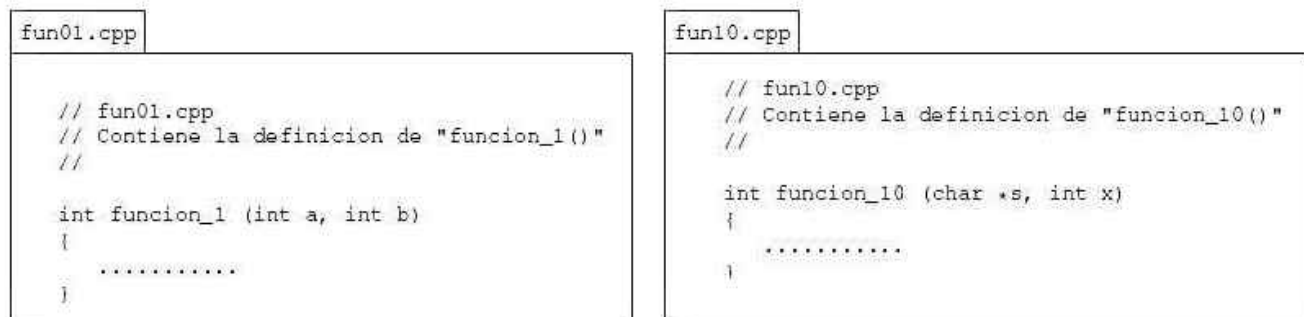 fun01.cpp
// fun01.cpp
// Contiene la definicion de "funcion_1()"
//
int funcion_1 (int a, int b)
{
...........
}
fun10.cpp
// fun10.cpp
// Contiene la definicion de "funcion_10()"
//
int funcion_10 (char *s, int x)
{
...........
}